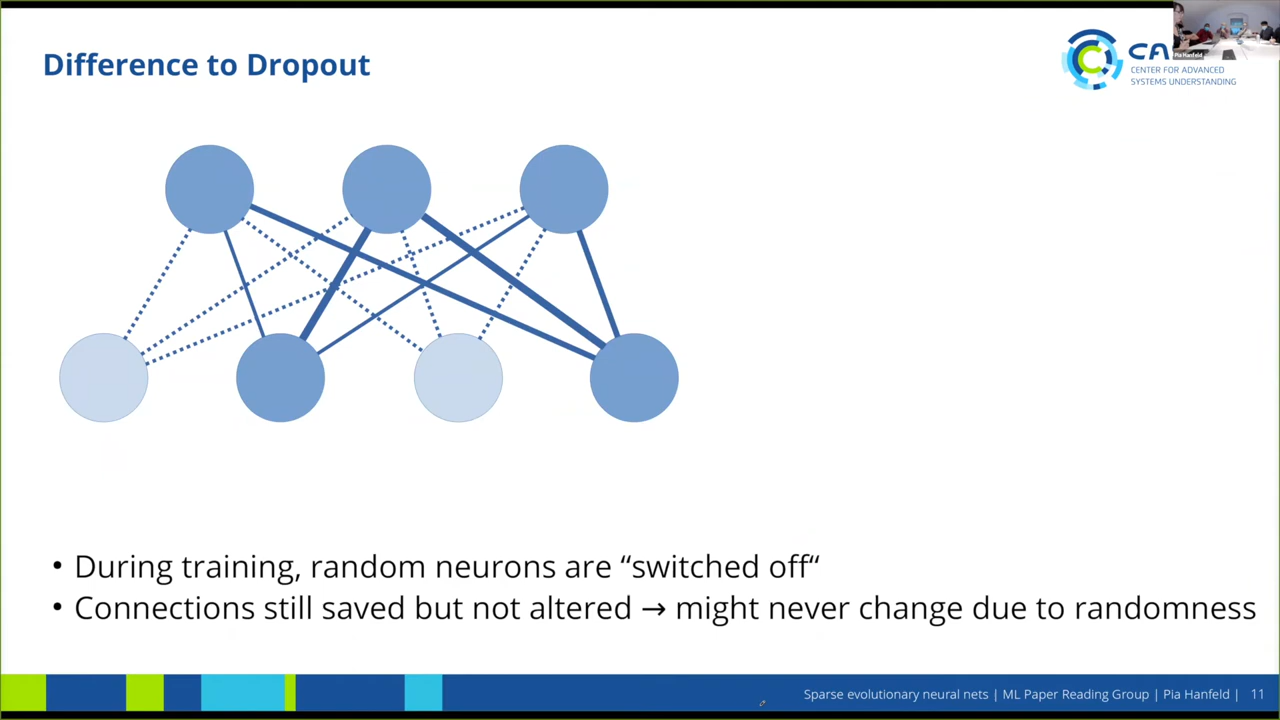 Difference to Dropout
CA
CENTER FOR ADVANCED
SYSTEMS UNDERSTANDING
Pia Hanfeld
• During training, random neurons are “switched off“
• Connections still saved but not altered → might never change due to randomness
Sparse evolutionary neural nets | ML Paper Reading Group | Pia Hanfeld | 11